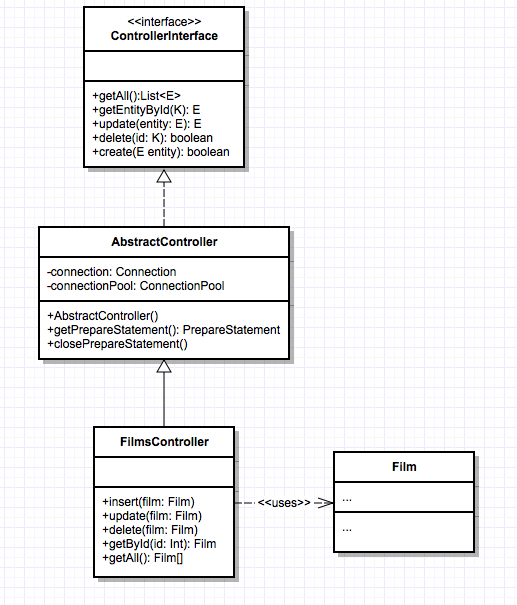 <<interface>>
ControllerInterface
+getAll():List<E>
+getEntityById(K): E
+update(entity: E): E
+delete(id: K): boolean
+create(E entity): boolean
AbstractController
-connection: Connection
-connectionPool: ConnectionPool
+AbstractController()
+getPrepareStatement(): PrepareStatement
+closePrepareStatement()
FilmsController
+insert(film: Film)
+update(film: Film)
+delete(film: Film)
+getById(id: Int): Film
+getAll(): Film[]
<<uses>>
Film
...
...